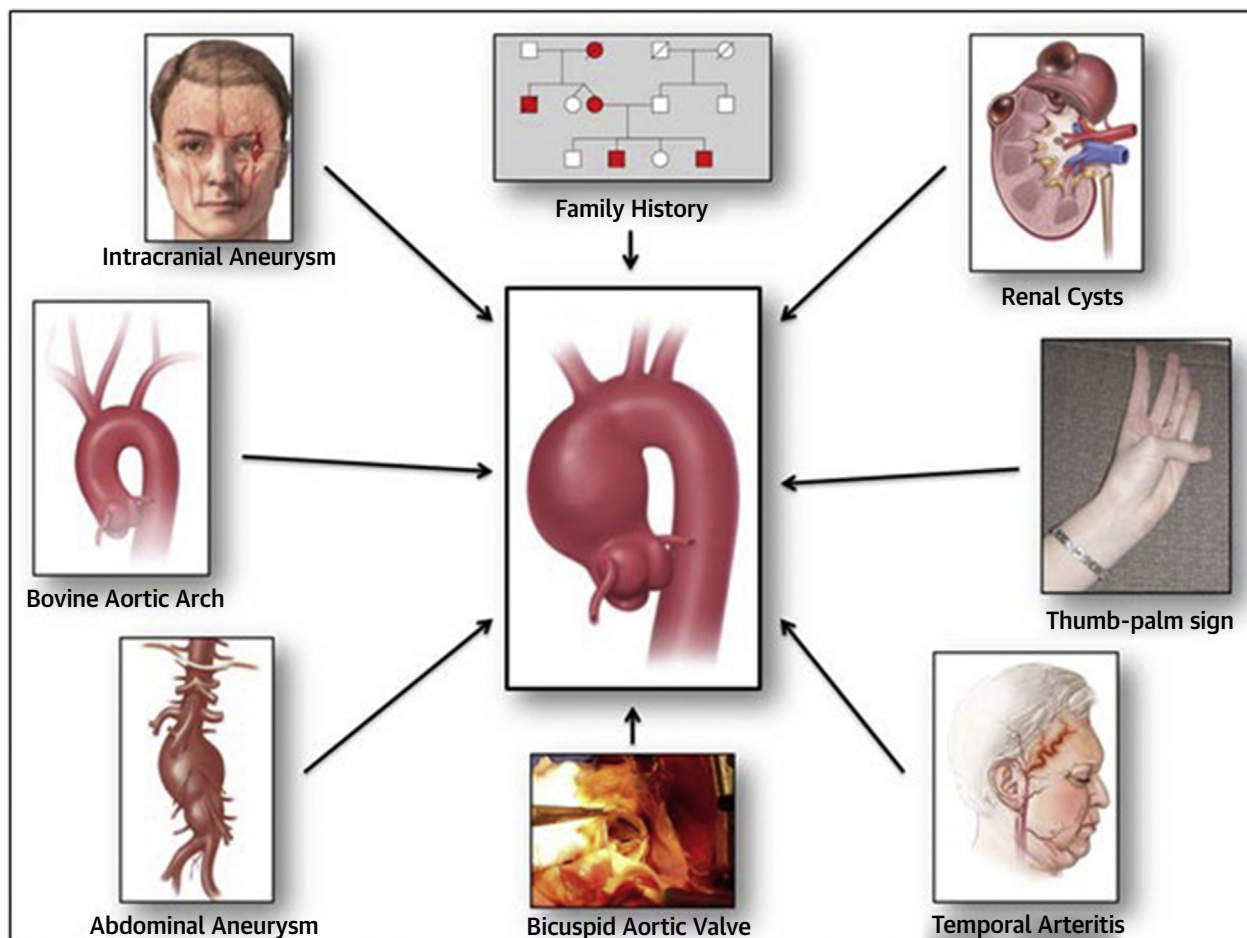 Family History
Intracranial Aneurysm
Renal Cysts
Bovine Aortic Arch
Thumb-palm sign
Abdominal Aneurysm
Bicuspid Aortic Valve
Temporal Arteritis